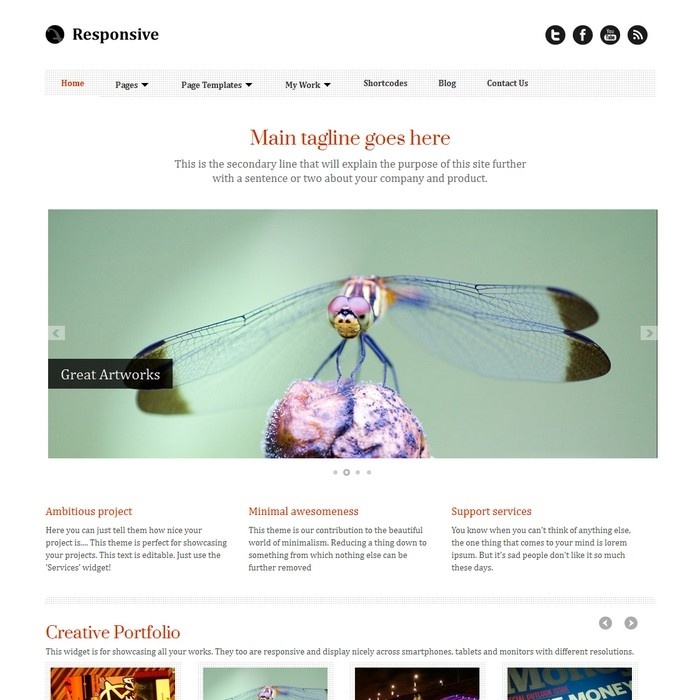 Responsive
You
Tube
Home Pages Page Templates My Work Shortcodes Blog Contact Us
Main tagline goes here
This is the secondary line that will explain the purpose of this site further
with a sentence or two about your company and product.
Great Artworks
Ambitious project
Here you can just tell them how nice your
project is.... This theme is perfect for showcasing
your projects. This text is editable. Just use the
'Services' widget!
Minimal awesomeness
This theme is our contribution to the beautiful
world of minimalism. Reducing a thing down to
something from which nothing else can be
further removed
Support services
You know when you can't think of anything else,
the one thing that comes to your mind is lorem
ipsum. But it's sad people don't like it so much
these days.
Creative Portfolio
This widget is for showcasing all your works. They too are responsive and display nicely across smartphones, tablets and monitors with different resolutions.
MONEY